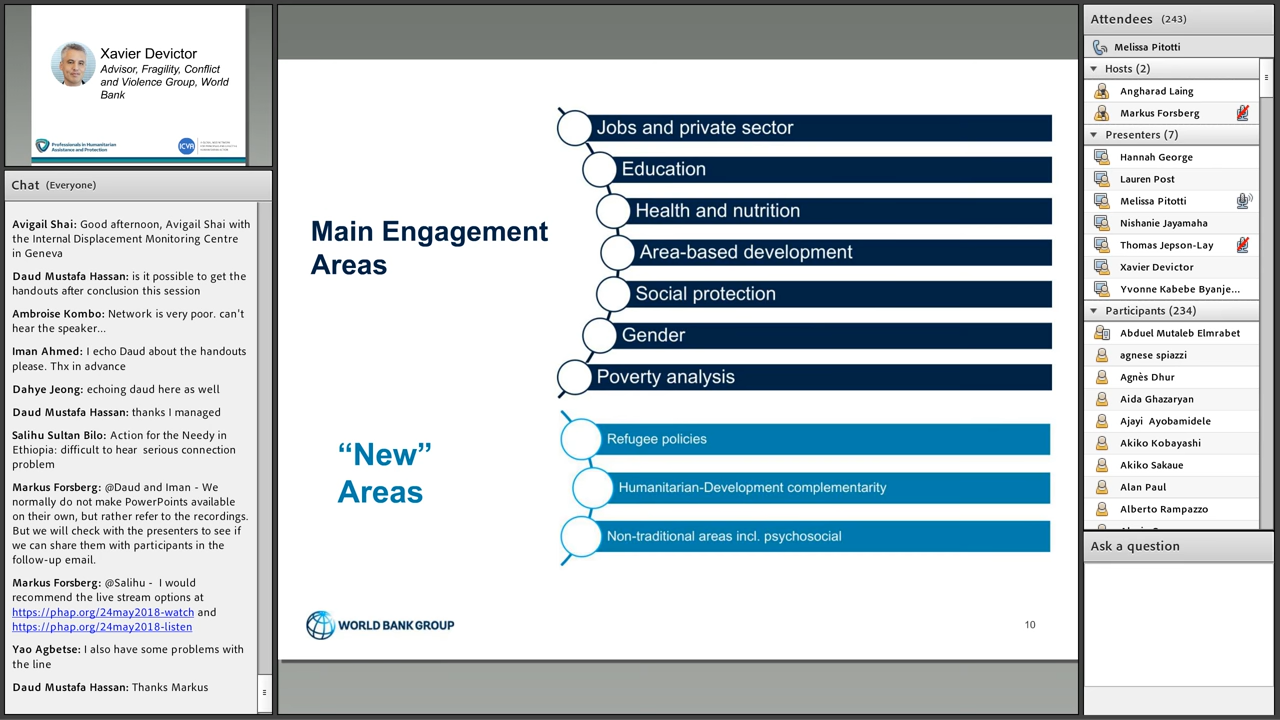 Xavier Devictor
Advisor, Fragility, Conflict
and Violence Group, World
Bank
Professionals in Humanitarian
Assistance and Protection
ICVA
Chat (Everyone)
Avigail Shai: Good afternoon, Avigail Shai with
the Internal Displacement Monitoring Centre
in Geneva
Daud Mustafa Hassan: is it possible to get the
handouts after conclusion this session
Ambroise Kombo: Network is very poor. can't
hear the speaker...
Iman Ahmed: I echo Daud about the handouts
please. Thx in advance
Dahye Jeong: echoing daud here as well
Daud Mustafa Hassan: thanks I managed
Salihu Sultan Bilo: Action for the Needy in
Ethiopia: difficult to hear serious connection
problem
Markus Forsberg: @Daud and Iman - We
normally do not make PowerPoints available
on their own, but rather refer to the recordings.
But we will check with the presenters to see if
we can share them with participants in the
follow-up email.
Markus Forsberg: @Salihu - I would
recommend the live stream options at
https://phap.org/24may2018-watch and
https://phap.org/24may2018-listen
Yao Agbetse: I also have some problems with
the line
Daud Mustafa Hassan: Thanks Markus
Main Engagement
Areas
Jobs and private sector
Education
Health and nutrition
Area-based development
Social protection
Gender
Poverty analysis
“New”
Areas
Refugee policies
Humanitarian-Development complementarity
Non-traditional areas incl. psychosocial
WORLD BANK GROUP
10
Attendees (243)
Melissa Pitotti
Hosts (2)
Angharad Laing
Markus Forsberg
Presenters (7)
Hannah George
Lauren Post
Melissa Pitotti
Nishanie Jayamaha
Thomas Jepson-Lay
Xavier Devictor
Yvonne Kabebe Byanje...
Participants (234)
Abduel Mutaleb Elmrabet
agnese spiazzi
Agnès Dhur
Aida Ghazaryan
Ajayi Ayobamidele
Akiko Kobayashi
Akiko Sakaue
Alan Paul
Alberto Rampazzo
Ask a question